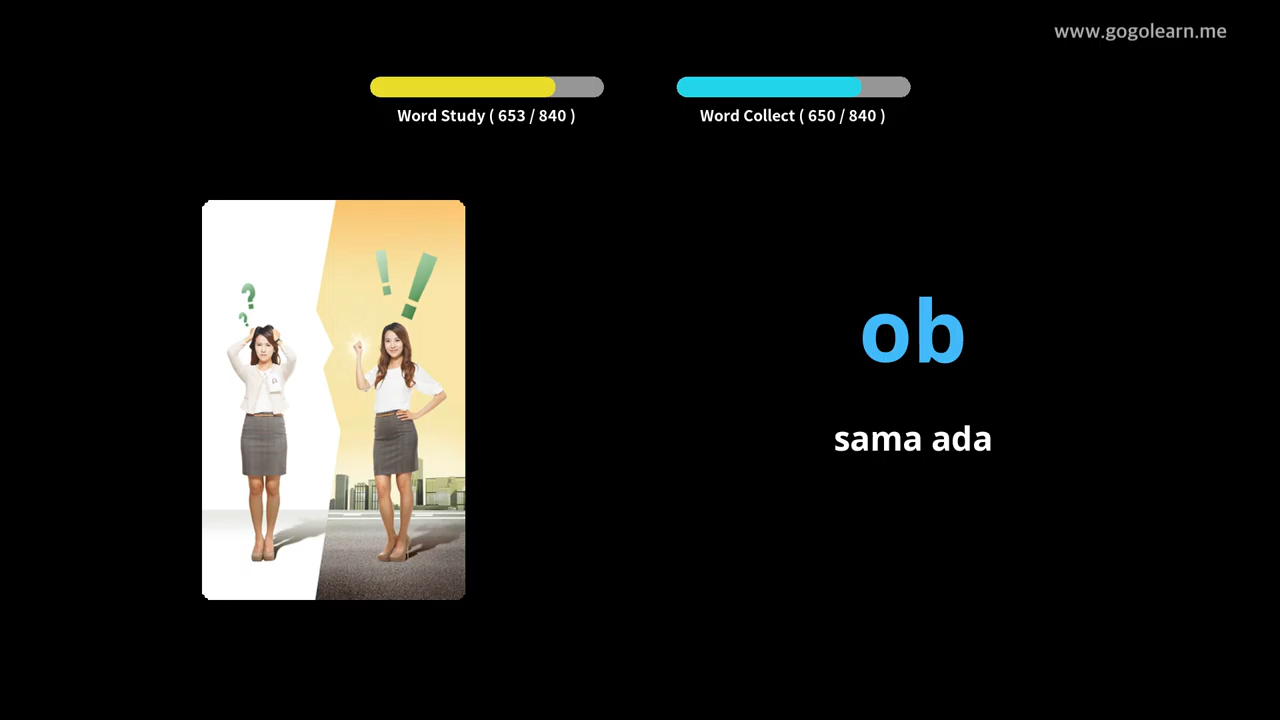 www.gogolearn.me
Word Study ( 653 / 840 )
Word Collect ( 650 / 840 )
? ?
! !
ob
sama ada